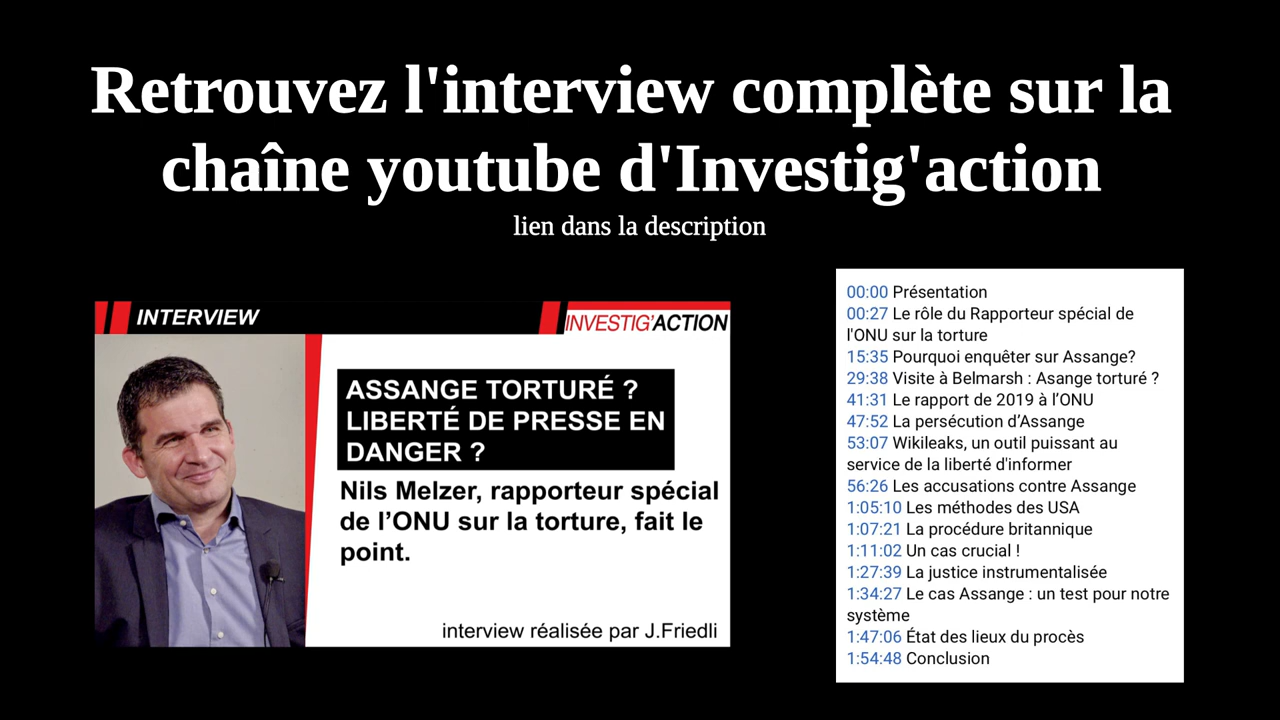 Retrouvez l'interview complète sur la
chaîne youtube d'Investig'action
lien dans la description
INTERVIEW
INVESTIG'ACTION
ASSANGE TORTURÉ ?
LIBERTÉ DE PRESSE EN
DANGER ?
Nils Melzer, rapporteur spécial
de l’ONU sur la torture, fait le
point.
interview réalisée par J.Friedli
00:00 Présentation
00:27 Le rôle du Rapporteur spécial de
l'ONU sur la torture
15:35 Pourquoi enquêter sur Assange?
29:38 Visite à Belmarsh : Asange torturé ?
41:31 Le rapport de 2019 à l’ONU
47:52 La persécution d’Assange
53:07 Wikileaks, un outil puissant au
service de la liberté d'informer
56:26 Les accusations contre Assange
1:05:10 Les méthodes des USA
1:07:21 La procédure britannique
1:11:02 Un cas crucial !
1:27:39 La justice instrumentalisée
1:34:27 Le cas Assange : un test pour notre
système
1:47:06 État des lieux du procès
1:54:48 Conclusion